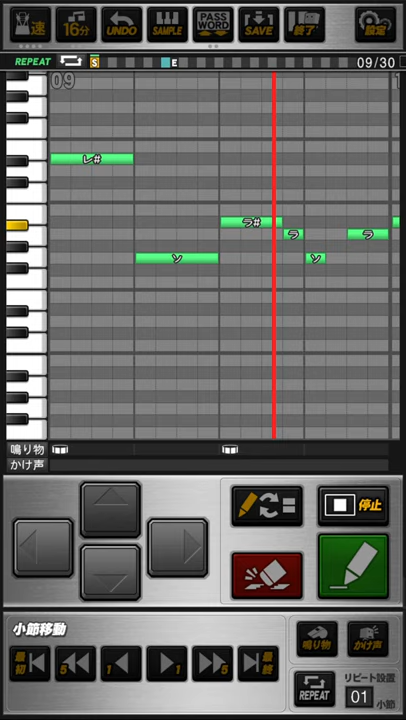 速 16分 UNDO SAMPLE PASS WORD SAVE 終了 設定
REPEAT S E 09/30
09 1
レ#
ラ#
ラ ラ
ソ ソ
鳴り物
かけ声
停止
小節移動
最初 5 1 1 5 最終
鳴り物 かけ声
リピート設置
REPEAT 01 小節